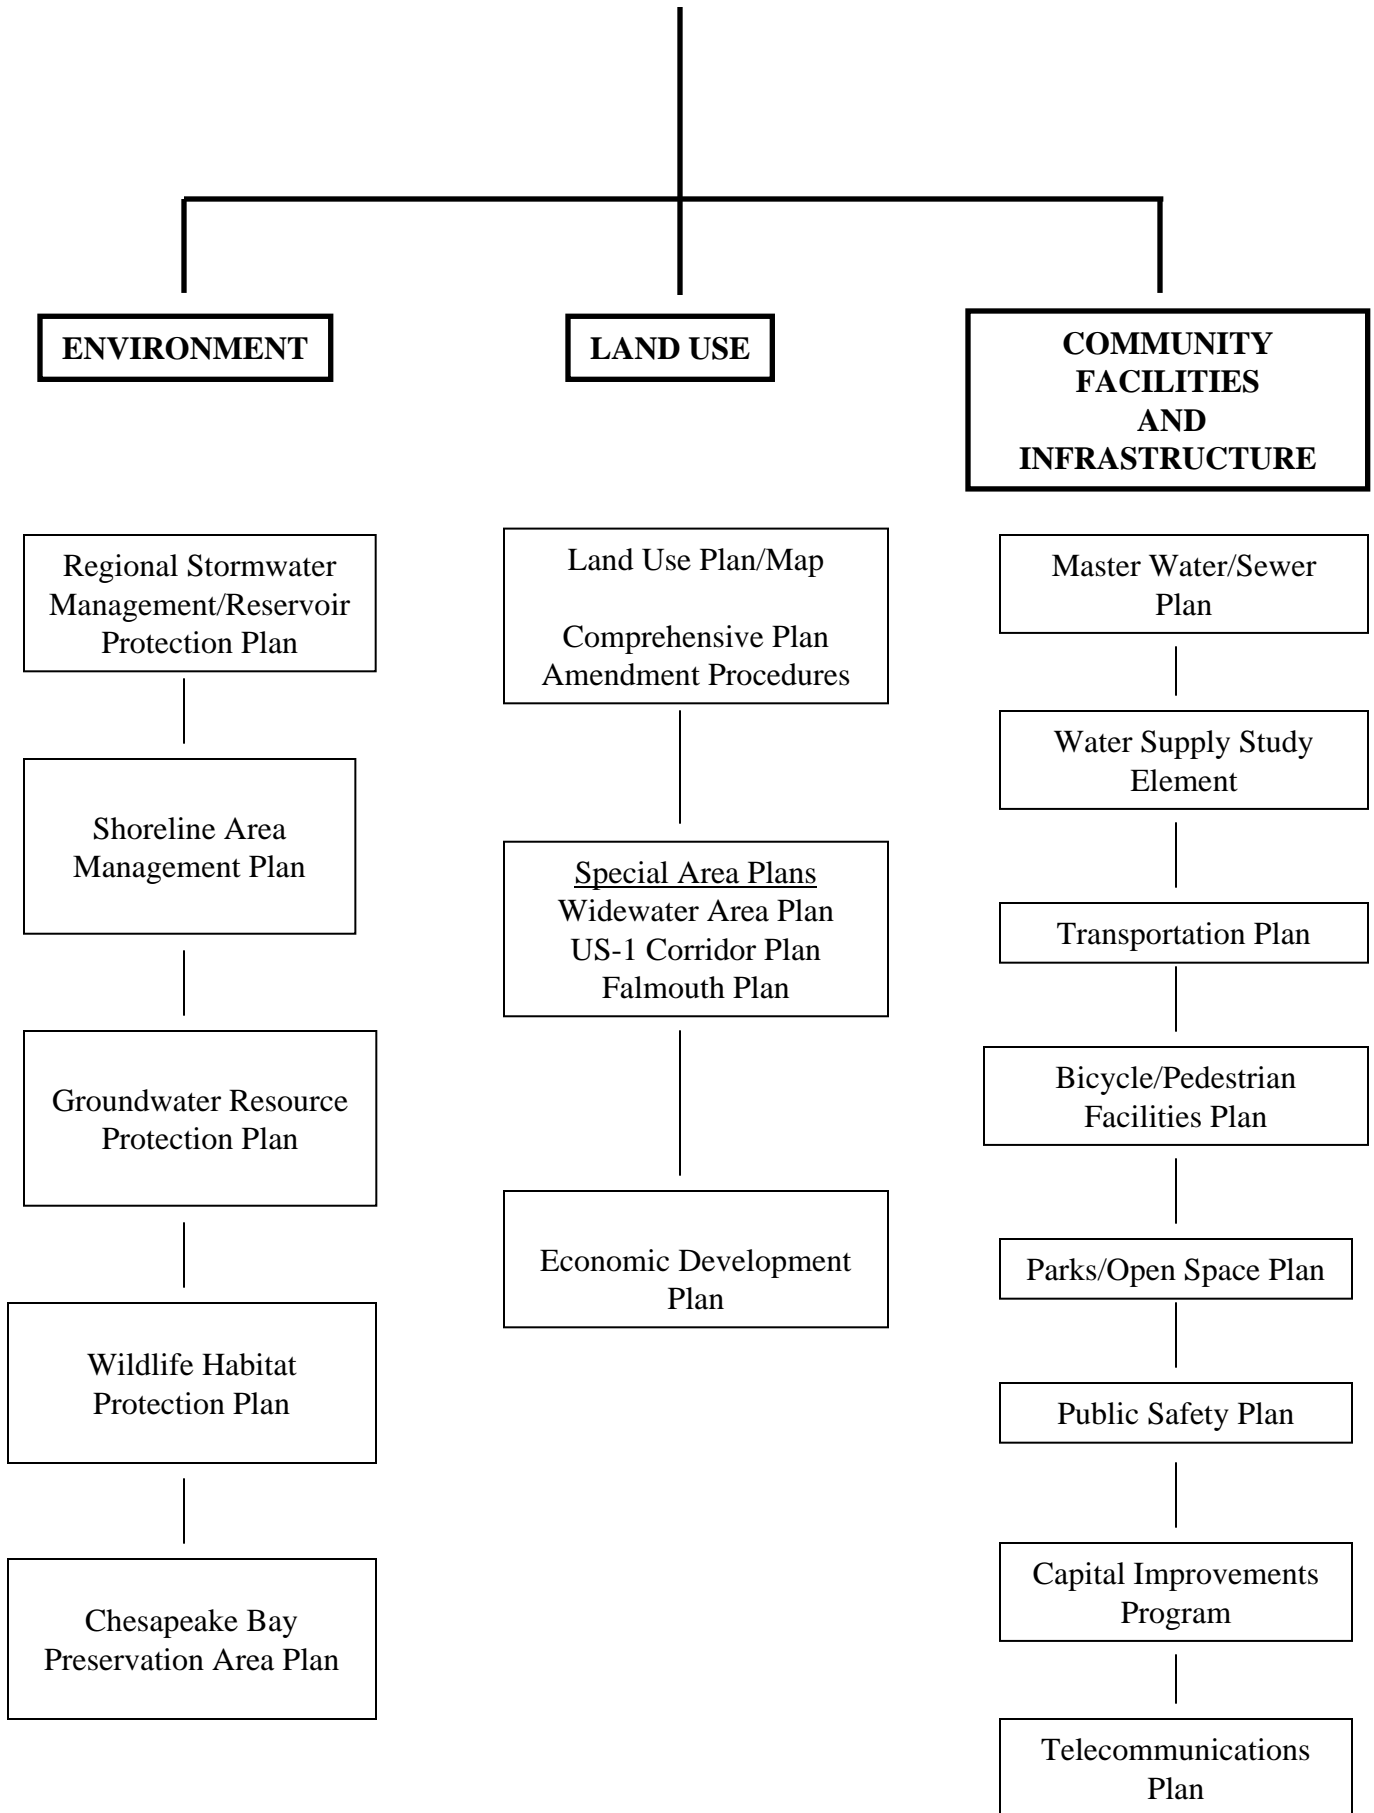 ENVIRONMENT
LAND USE
COMMUNITY
FACILITIES
AND
INFRASTRUCTURE
Regional Stormwater
Management/Reservoir
Protection Plan
Shoreline Area
Management Plan
Groundwater Resource
Protection Plan
Wildlife Habitat
Protection Plan
Chesapeake Bay
Preservation Area Plan
Land Use Plan/Map
Comprehensive Plan
Amendment Procedures
Special Area Plans
Widewater Area Plan
US-1 Corridor Plan
Falmouth Plan
Economic Development
Plan
Master Water/Sewer
Plan
Water Supply Study
Element
Transportation Plan
Bicycle/Pedestrian
Facilities Plan
Parks/Open Space Plan
Public Safety Plan
Capital Improvements
Program
Telecommunications
Plan